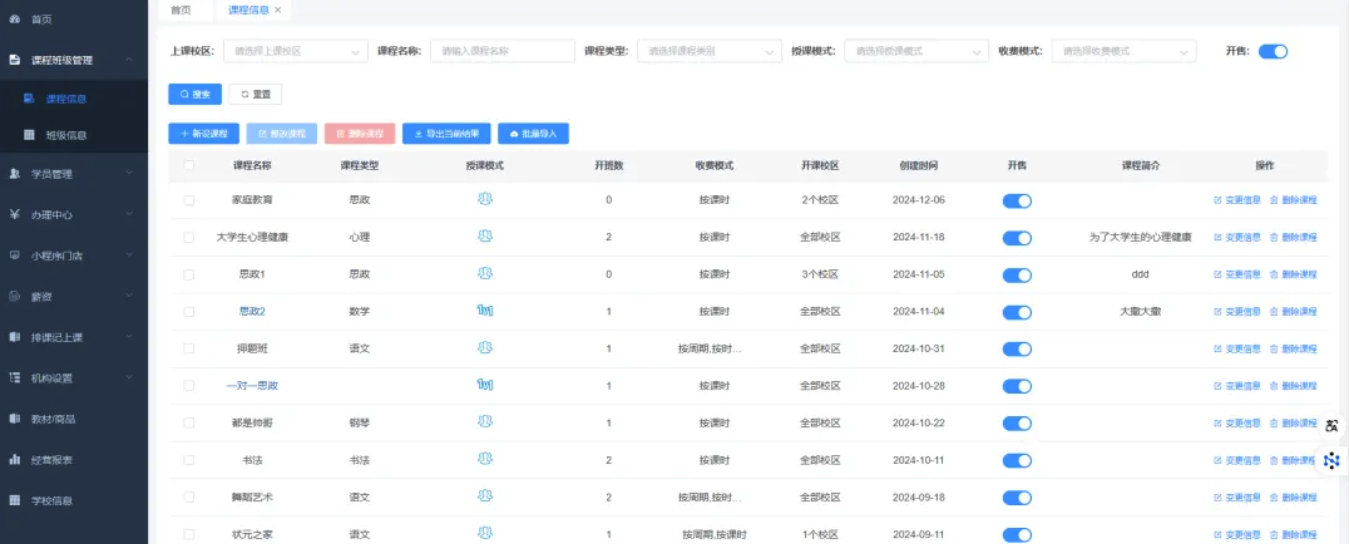 首页
课程班级管理
课程信息
班级信息
学员管理
办理中心
小程序门店
薪资
排课记上课
机构设置
教材/商品
经营报表
学校信息
首页 课程信息 ×
上课校区: 请选择上课校区 课程名称: 请输入课程名称 课程类型: 请选择课程类别 授课模式: 请选择授课模式 收费模式: 请选择收费模式 开售:
搜索 重置
+ 新设课程 修改课程 删除课程 导出当前结果 批量导入
课程名称 课程类型 授课模式 开班数 收费模式 开课校区 创建时间 开售 课程简介 操作
家庭教育 思政 0 按课时 2个校区 2024-12-06 变更信息 删除课程
大学生心理健康 心理 2 按课时 全部校区 2024-11-18 为了大学生的心理健康 变更信息 删除课程
思政1 思政 0 按课时 3个校区 2024-11-05 ddd 变更信息 删除课程
思政2 数学 1v1 1 按课时 全部校区 2024-11-04 大撒大撒 变更信息 删除课程
押题班 语文 1 按周期,按时... 全部校区 2024-10-31 变更信息 删除课程
一对一思政 1v1 1 按课时 全部校区 2024-10-28 变更信息 删除课程
都是帅哥 钢琴 1 按课时 全部校区 2024-10-22 变更信息 删除课程
书法 书法 2 按课时 全部校区 2024-10-11 变更信息 删除课程
舞蹈艺术 语文 2 按周期,按时... 全部校区 2024-09-18 变更信息 删除课程
状元之家 语文 1 按周期,按课时 1个校区 2024-09-11 变更信息 删除课程